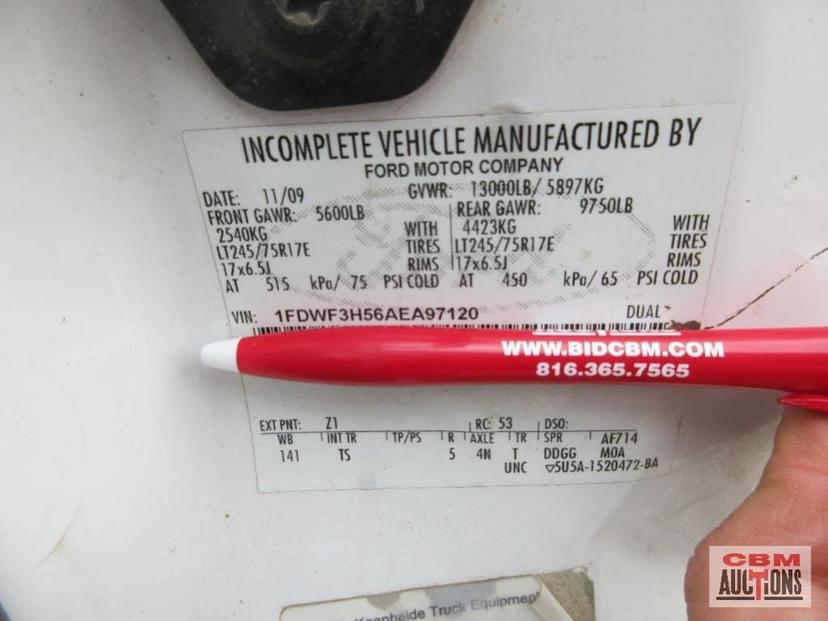 INCOMPLETE VEHICLE MANUFACTURED BY
FORD MOTOR COMPANY
DATE: 11/09 GVWR: 13000LB/ 5897KG
FRONT GAWR: 5600LB REAR GAWR: 9750LB
2540KG WITH 4423KG WITH
LT245/75R17E TIRES LT245/75R17E TIRES
17x6.5J RIMS 17x6.5J RIMS
AT 515 kPa/ 75 PSI COLD AT 450 kPa/ 65 PSI COLD
VIN: 1FDWF3H56AEA97120 DUAL
WWW.BIDCBM.COM
816.365.7565
EXT PNT: Z1 RC: 53 DSO:
WB INT TR TP/PS R AXLE TR SPR AF714
141 TS 5 4N T DDGG M0A
UNC ▽5U5A-1520472-BA
Truck Equipment
CBM
AUCTIONS